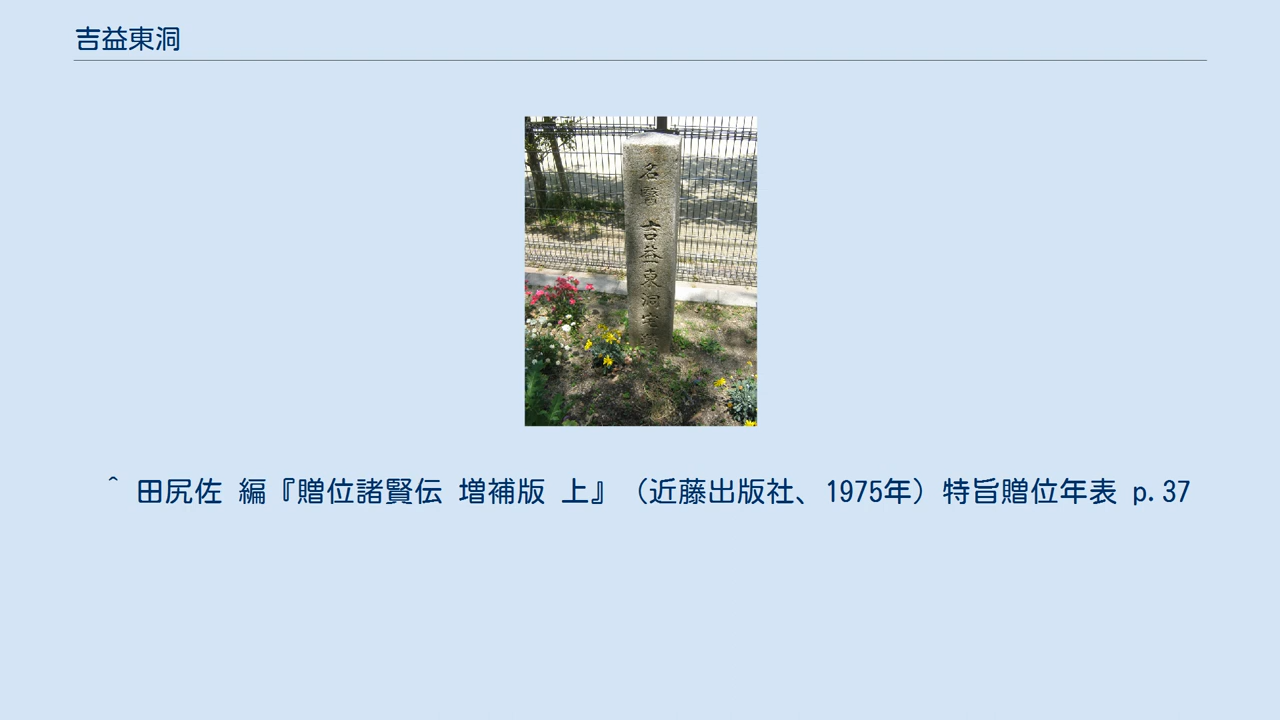 吉益東洞
名醫 吉益東洞宅
^ 田尻佐 編『贈位諸賢伝 増補版 上』（近藤出版社、1975年）特旨贈位年表 p.37